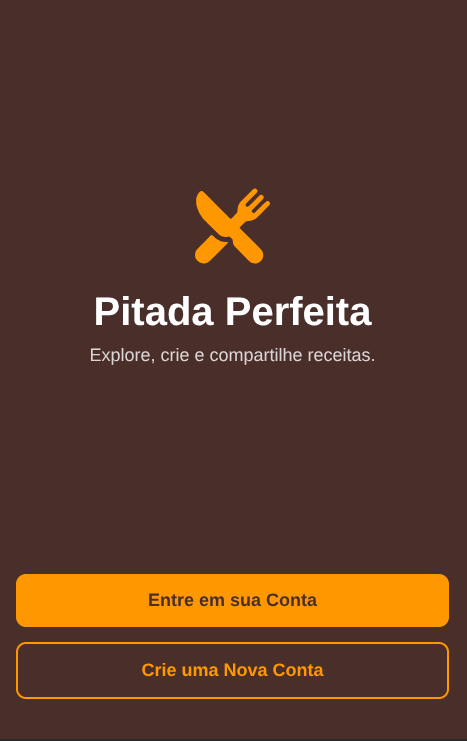 Pitada Perfeita
Explore, crie e compartilhe receitas.
Entre em sua Conta
Crie uma Nova Conta